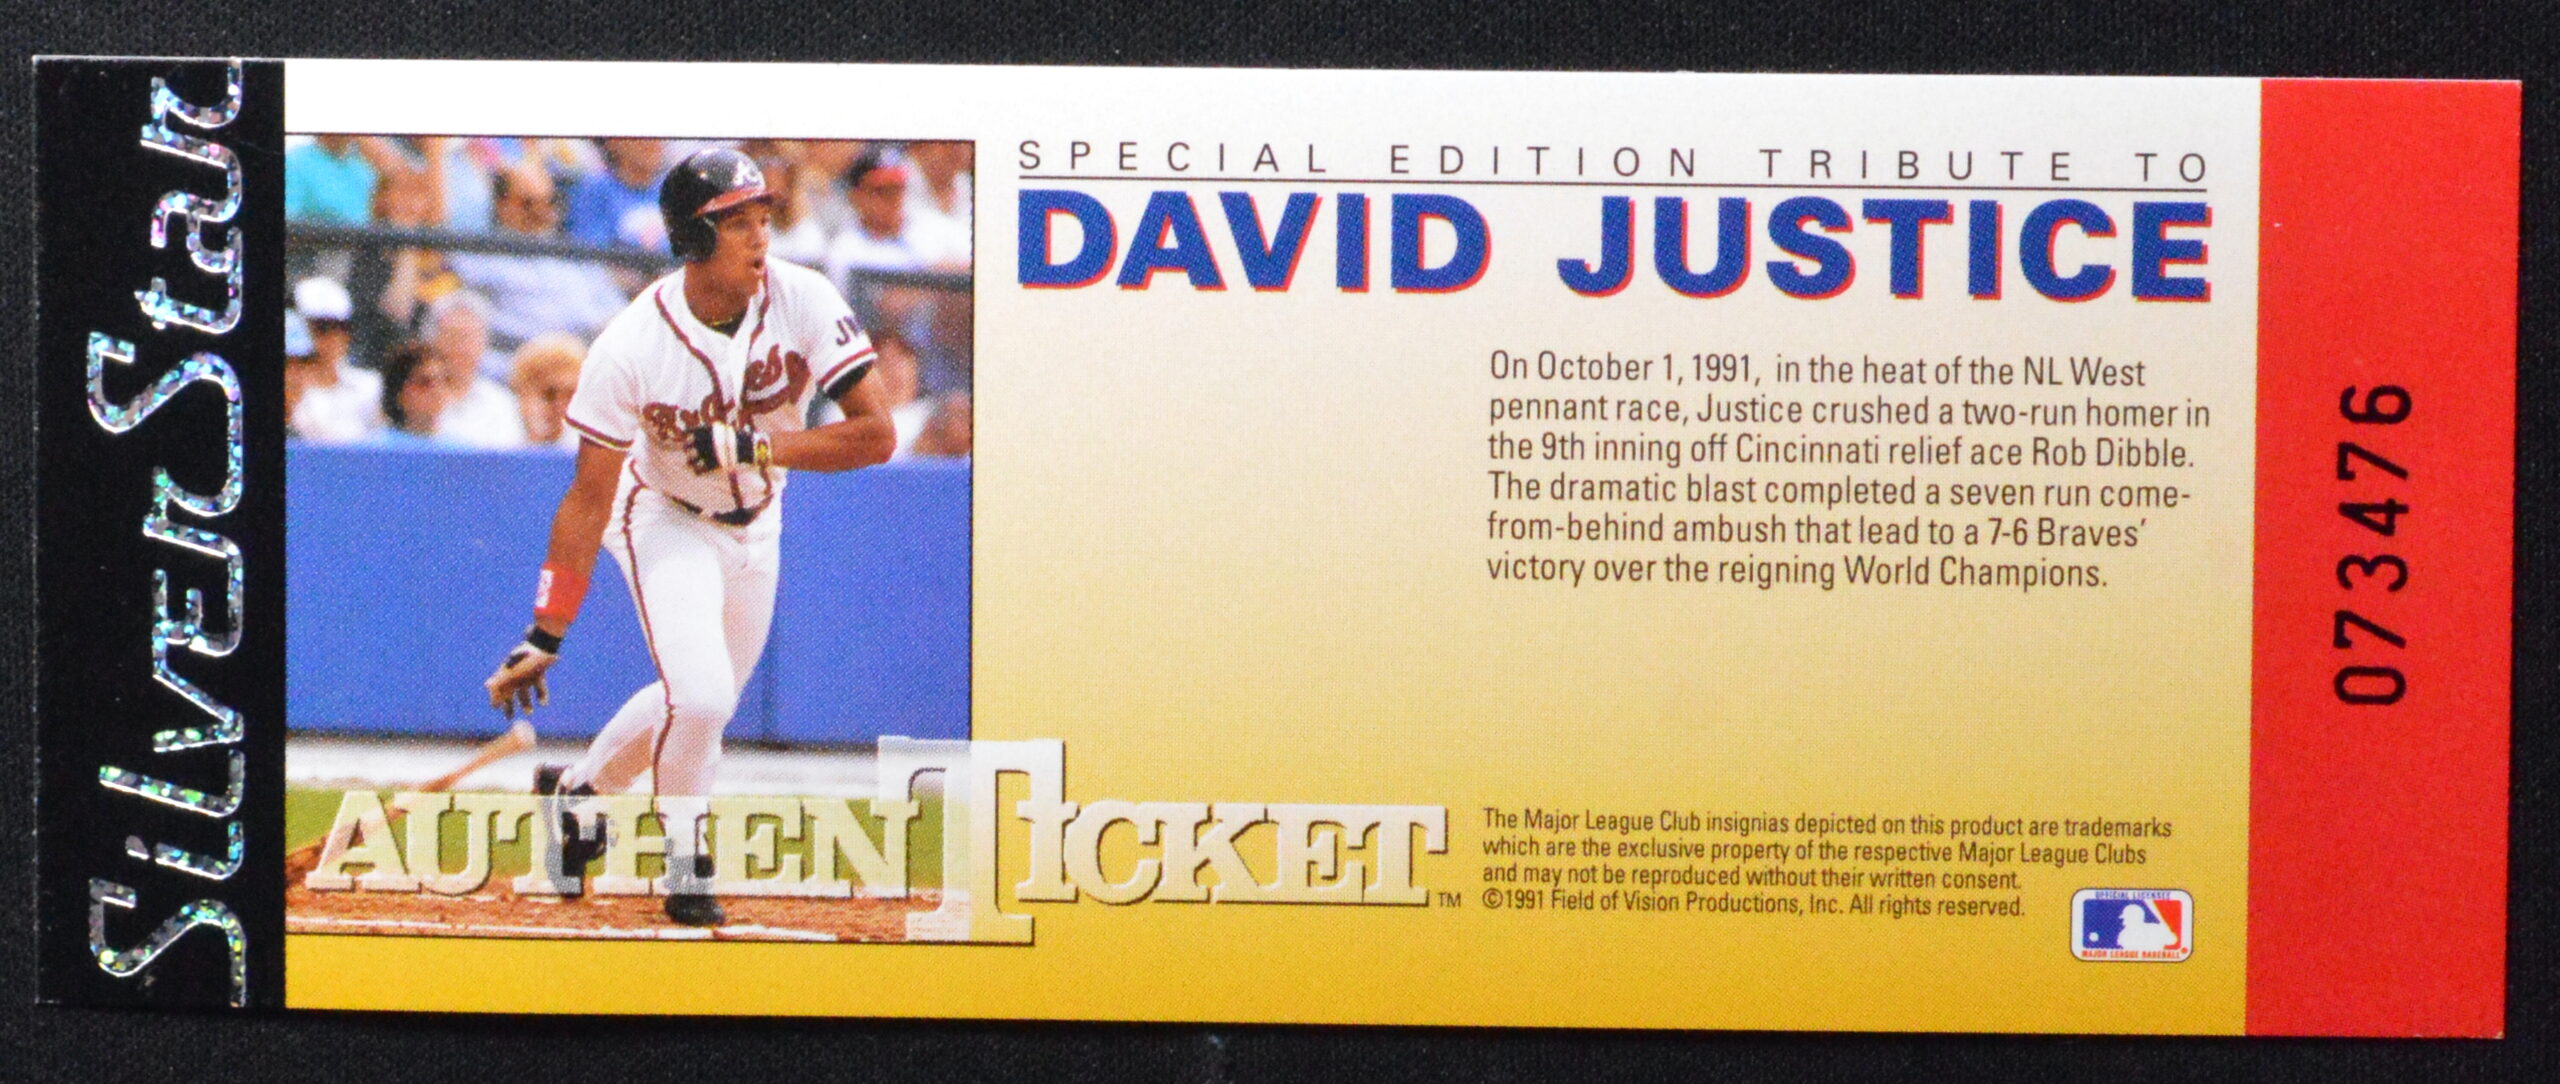 Silver Star
SPECIAL EDITION TRIBUTE TO
DAVID JUSTICE
On October 1, 1991, in the heat of the NL West
pennant race, Justice crushed a two-run homer in
the 9th inning off Cincinnati relief ace Rob Dibble.
The dramatic blast completed a seven run come-
from-behind ambush that lead to a 7-6 Braves'
victory over the reigning World Champions.
AUTHENTICKET™
The Major League Club insignias depicted on this product are trademarks
which are the exclusive property of the respective Major League Clubs
and may not be reproduced without their written consent.
©1991 Field of Vision Productions, Inc. All rights reserved.
OFFICIAL LICENSEE
MAJOR LEAGUE BASEBALL®
073476